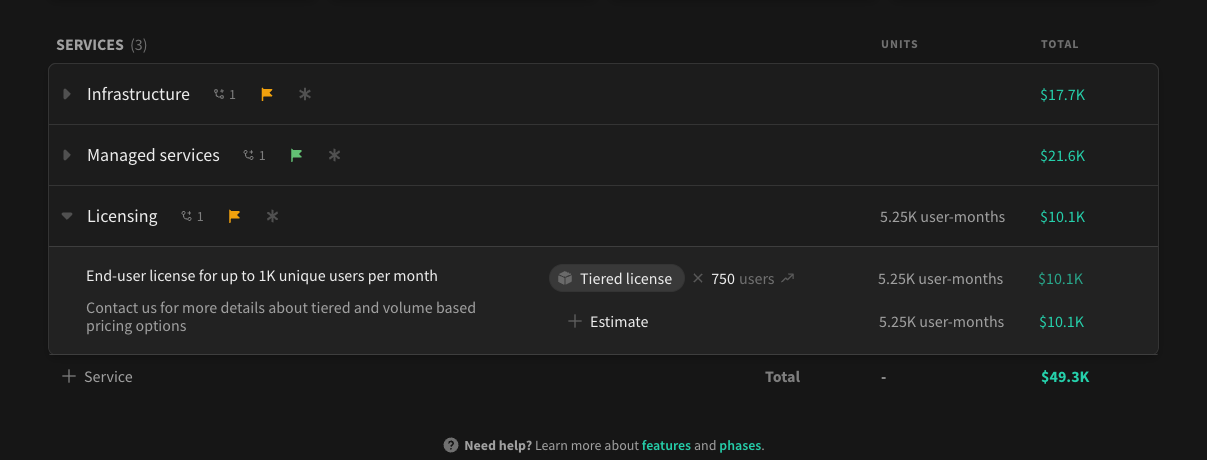 SERVICES (3) UNITS TOTAL
Infrastructure 1 $17.7K
Managed services 1 $21.6K
Licensing 1 5.25K user-months $10.1K
End-user license for up to 1K unique users per month Tiered license × 750 users 5.25K user-months $10.1K
Contact us for more details about tiered and volume based
pricing options
+ Estimate 5.25K user-months $10.1K
+ Service Total - $49.3K
? Need help? Learn more about features and phases.